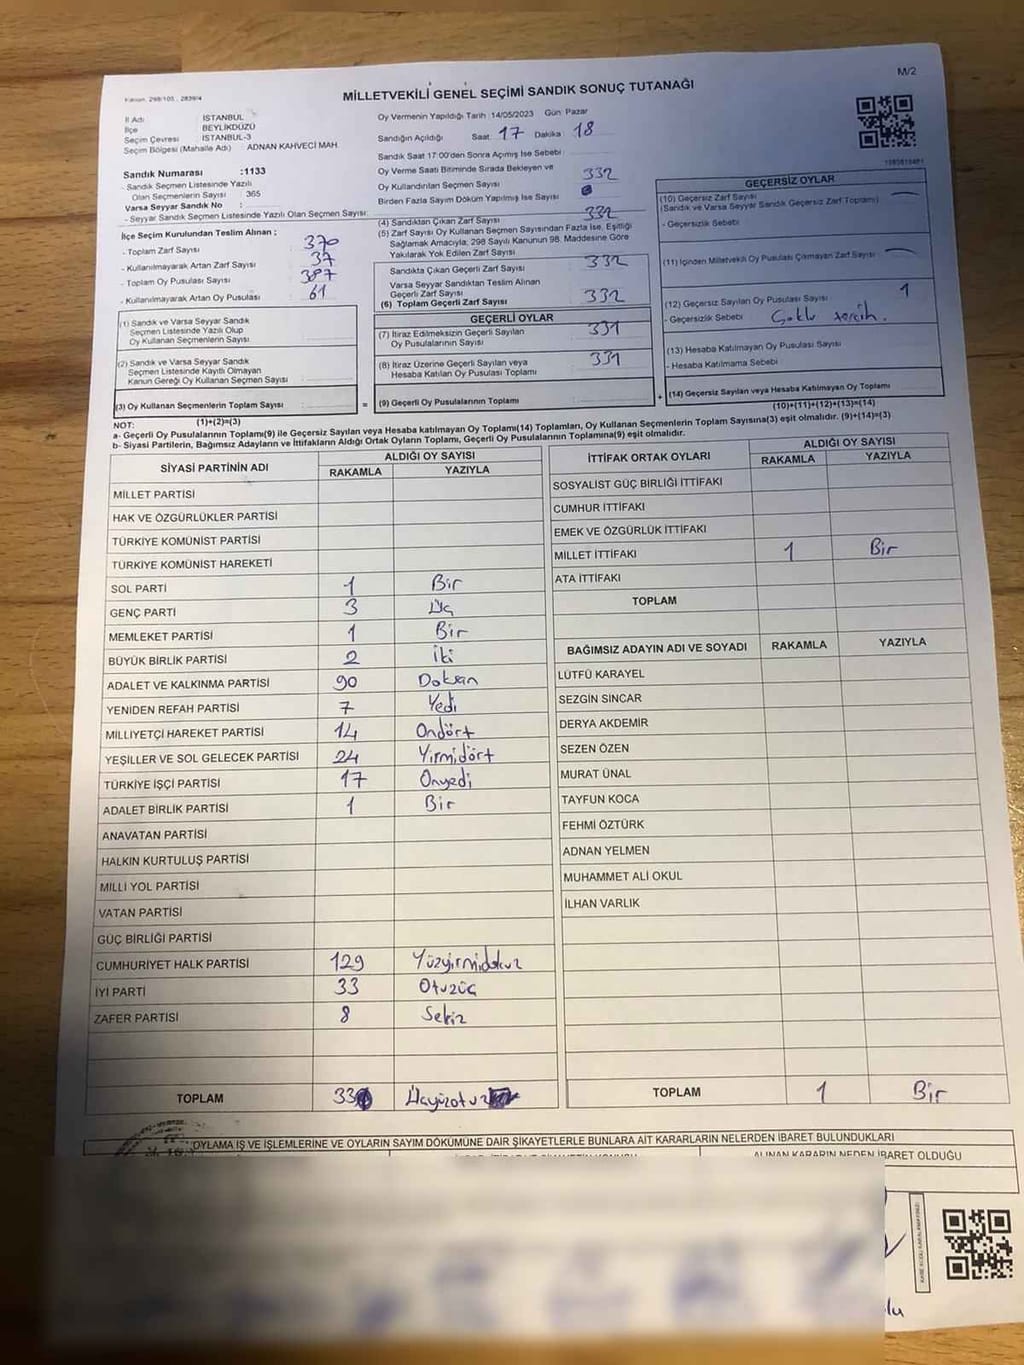 Kanun, 298/105 , 2839/4
M/2
MİLLETVEKİLİ GENEL SEÇİMİ SANDIK SONUÇ TUTANAĞI
İl Adı İSTANBUL
İlçe BEYLİKDÜZÜ
Seçim Çevresi İSTANBUL-3
Seçim Bölgesi (Mahalle Adı) ADNAN KAHVECİ MAH.
Sandık Numarası :1133
- Sandık Seçmen Listesinde Yazılı
Olan Seçmenlerin Sayısı : 365
Varsa Seyyar Sandık No :
- Seyyar Sandık Seçmen Listesinde Yazılı Olan Seçmen Sayısı:
İlçe Seçim Kurulundan Teslim Alınan ;
- Toplam Zarf Sayısı : 370
- Kullanılmayarak Artan Zarf Sayısı : 37
- Toplam Oy Pusulası Sayısı : 387
- Kullanılmayarak Artan Oy Pusulası : 61
(1) Sandık ve Varsa Seyyar Sandık
Seçmen Listesinde Yazılı Olup
Oy Kullanan Seçmenlerin Sayısı :
(2) Sandık ve Varsa Seyyar Sandık
Seçmen Listesinde Kayıtlı Olmayan
Kanun Gereği Oy Kullanan Seçmen Sayısı :
(3) Oy Kullanan Seçmenlerin Toplam Sayısı :
Oy Vermenin Yapıldığı Tarih :14/05/2023 Gün: Pazar
Sandığın Açıldığı Saat: 17 Dakika : 18
Sandık Saat 17:00'den Sonra Açımış İse Sebebi :
Oy Verme Saati Bitiminde Sırada Bekleyen ve
Oy Kullandırılan Seçmen Sayısı : 332
Birden Fazla Sayım Döküm Yapılmış İse Sayısı :
(4) Sandıktan Çıkan Zarf Sayısı : 332
(5) Zarf Sayısı Oy Kullanan Seçmen Sayısından Fazla İse, Eşitliği
Sağlamak Amacıyla; 298 Sayılı Kanunun 98. Maddesine Göre
Yakılarak Yok Edilen Zarf Sayısı :
Sandıkta Çıkan Geçerli Zarf Sayısı : 332
Varsa Seyyar Sandıktan Teslim Alınan
Geçerli Zarf Sayısı :
(6) Toplam Geçerli Zarf Sayısı : 332
GEÇERLİ OYLAR
(7) İtiraz Edilmeksizin Geçerli Sayılan
Oy Pusulalarının Sayısı : 331
(8) İtiraz Üzerine Geçerli Sayılan veya
Hesaba Katılan Oy Pusulası Toplamı : 331
= (9) Geçerli Oy Pusulalarının Toplamı :
GEÇERSİZ OYLAR
(10) Geçersiz Zarf Sayısı
(Sandık ve Varsa Seyyar Sandık Geçersiz Zarf Toplamı)
- Geçersizlik Sebebi :
(11) İçinden Milletvekili Oy Pusulası Çıkmayan Zarf Sayısı :
(12) Geçersiz Sayılan Oy Pusulası Sayısı : 1
- Geçersizlik Sebebi : Çoklu tercih.
(13) Hesaba Katılmayan Oy Pusulası Sayısı :
- Hesaba Katılmama Sebebi :
+ (14) Geçersiz Sayılan veya Hesaba Katılmayan Oy Toplamı
(10)+(11)+(12)+(13)=(14)
NOT: (1)+(2)=(3)
a- Geçerli Oy Pusulalarının Toplamı(9) ile Geçersiz Sayılan veya Hesaba katılmayan Oy Toplamı(14) Toplamları, Oy Kullanan Seçmenlerin Toplam Sayısına(3) eşit olmalıdır. (9)+(14)=(3)
b- Siyasi Partilerin, Bağımsız Adayların ve İttifakların Aldığı Ortak Oyların Toplamı, Geçerli Oy Pusulalarının Toplamına(9) eşit olmalıdır.
SİYASİ PARTİNİN ADI ALDIĞI OY SAYISI
RAKAMLA YAZIYLA
MİLLET PARTİSİ
HAK VE ÖZGÜRLÜKLER PARTİSİ
TÜRKİYE KOMÜNİST PARTİSİ
TÜRKİYE KOMÜNİST HAREKETİ
SOL PARTİ 1 Bir
GENÇ PARTİ 3 Üç
MEMLEKET PARTİSİ 1 Bir
BÜYÜK BİRLİK PARTİSİ 2 İki
ADALET VE KALKINMA PARTİSİ 90 Doksan
YENİDEN REFAH PARTİSİ 7 Yedi
MİLLİYETÇİ HAREKET PARTİSİ 14 Ondört
YEŞİLLER VE SOL GELECEK PARTİSİ 24 Yirmidört
TÜRKİYE İŞÇİ PARTİSİ 17 Onyedi
ADALET BİRLİK PARTİSİ 1 Bir
ANAVATAN PARTİSİ
HALKIN KURTULUŞ PARTİSİ
MİLLİ YOL PARTİSİ
VATAN PARTİSİ
GÜÇ BİRLİĞİ PARTİSİ
CUMHURİYET HALK PARTİSİ 129 Yüzyirmidokuz
İYİ PARTİ 33 Otuzüç
ZAFER PARTİSİ 8 Sekiz
TOPLAM
İTTİFAK ORTAK OYLARI ALDIĞI OY SAYISI
RAKAMLA YAZIYLA
SOSYALİST GÜÇ BİRLİĞİ İTTİFAKI
CUMHUR İTTİFAKI
EMEK VE ÖZGÜRLÜK İTTİFAKI
MİLLET İTTİFAKI 1 Bir
ATA İTTİFAKI
TOPLAM
BAĞIMSIZ ADAYIN ADI VE SOYADI RAKAMLA YAZIYLA
LÜTFÜ KARAYEL
SEZGİN SİNCAR
DERYA AKDEMİR
SEZEN ÖZEN
MURAT ÜNAL
TAYFUN KOCA
FEHMİ ÖZTÜRK
ADNAN YELMEN
MUHAMMET ALİ OKUL
İLHAN VARLIK
TOPLAM 1 Bir
OYLAMA İŞ VE İŞLEMLERİNE VE OYLARIN SAYIM DÖKÜMÜNE DAİR ŞİKAYETLERLE BUNLARA AİT KARARLARIN NELERDEN İBARET BULUNDUKLARI
ALINAN KARARIN NEDEN İBARET OLDUĞU